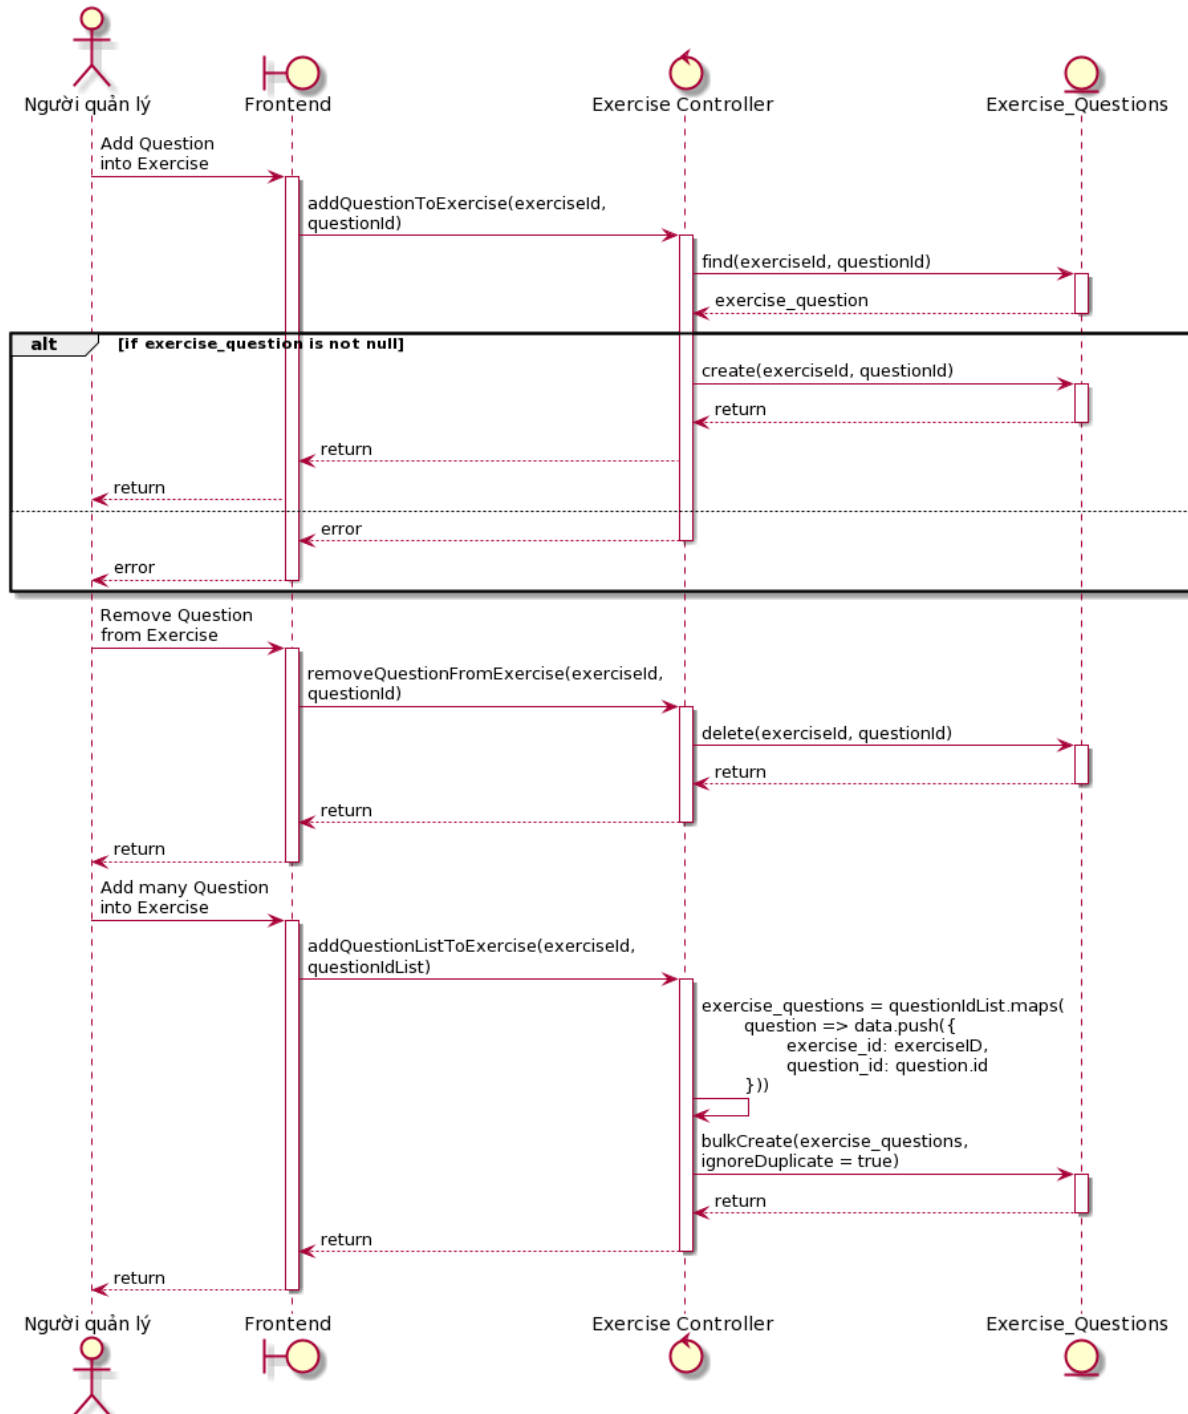 Người quản lý
Frontend
Exercise Controller
Exercise_Questions
Add Question
into Exercise
addQuestionToExercise(exerciseId,
questionId)
find(exerciseId, questionId)
exercise_question
alt
[if exercise_question is not null]
create(exerciseId, questionId)
return
return
return
error
error
Remove Question
from Exercise
removeQuestionFromExercise(exerciseId,
questionId)
delete(exerciseId, questionId)
return
return
return
Add many Question
into Exercise
addQuestionListToExercise(exerciseId,
questionIdList)
exercise_questions = questionIdList.maps(
question => data.push({
exercise_id: exerciseID,
question_id: question.id
}))
bulkCreate(exercise_questions,
ignoreDuplicate = true)
return
return
return
Người quản lý
Frontend
Exercise Controller
Exercise_Questions